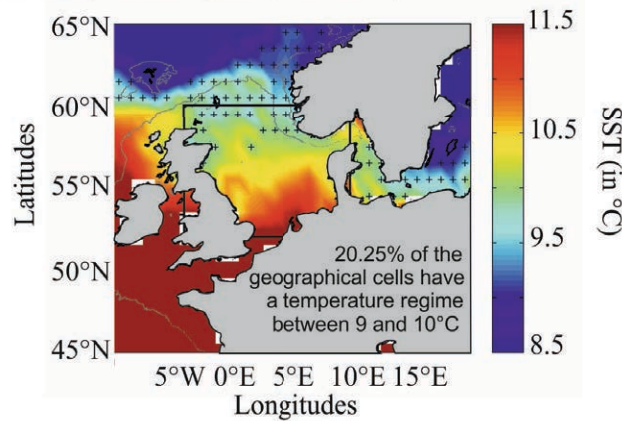 65°N
60°N
55°N
50°N
45°N
Latitudes
5°W 0°E 5°E 10°E 15°E
Longitudes
20.25% of the
geographical cells have
a temperature regime
between 9 and 10°C
11.5
10.5
9.5
8.5
SST (in °C)